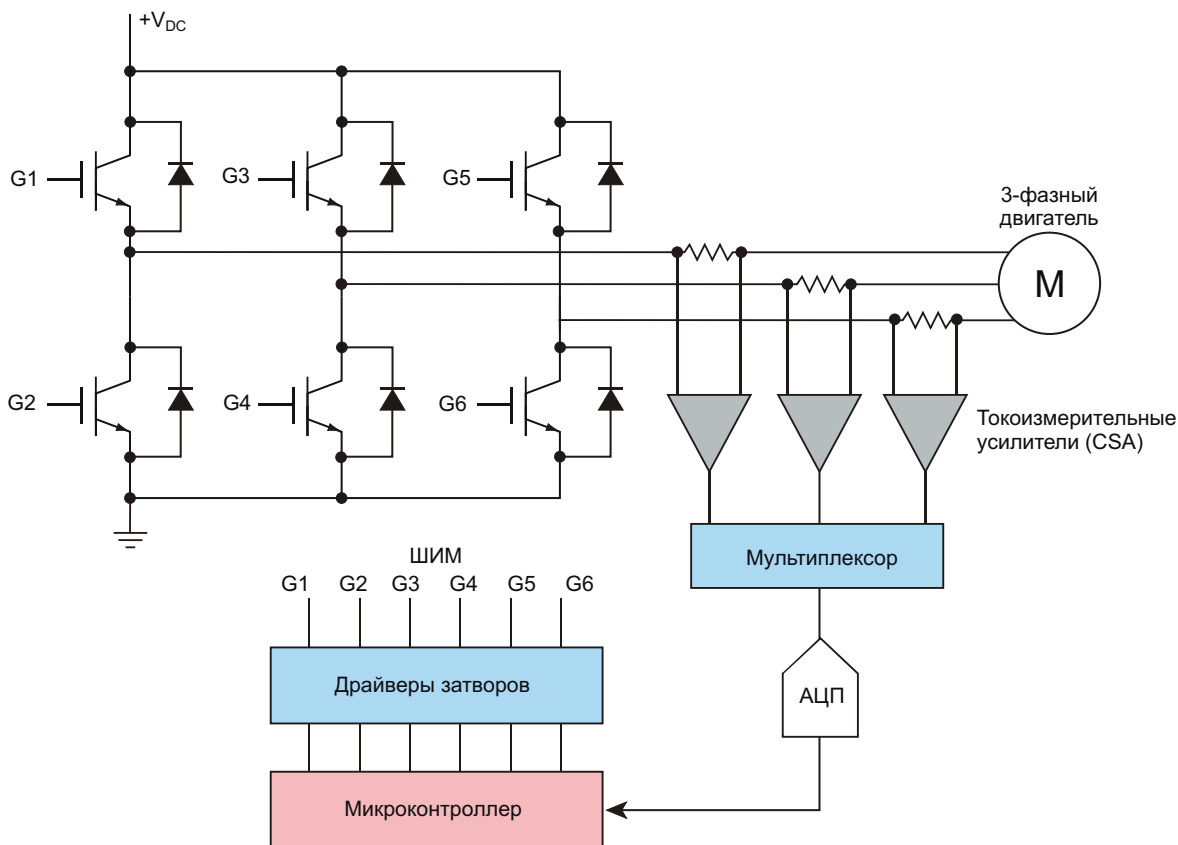 +VDC
G1
G3
G5
3-фазный
двигатель
M
G2
G4
G6
Токоизмерительные
усилители (CSA)
ШИМ
G1 G2 G3 G4 G5 G6
Мультиплексор
Драйверы затворов
АЦП
Микроконтроллер